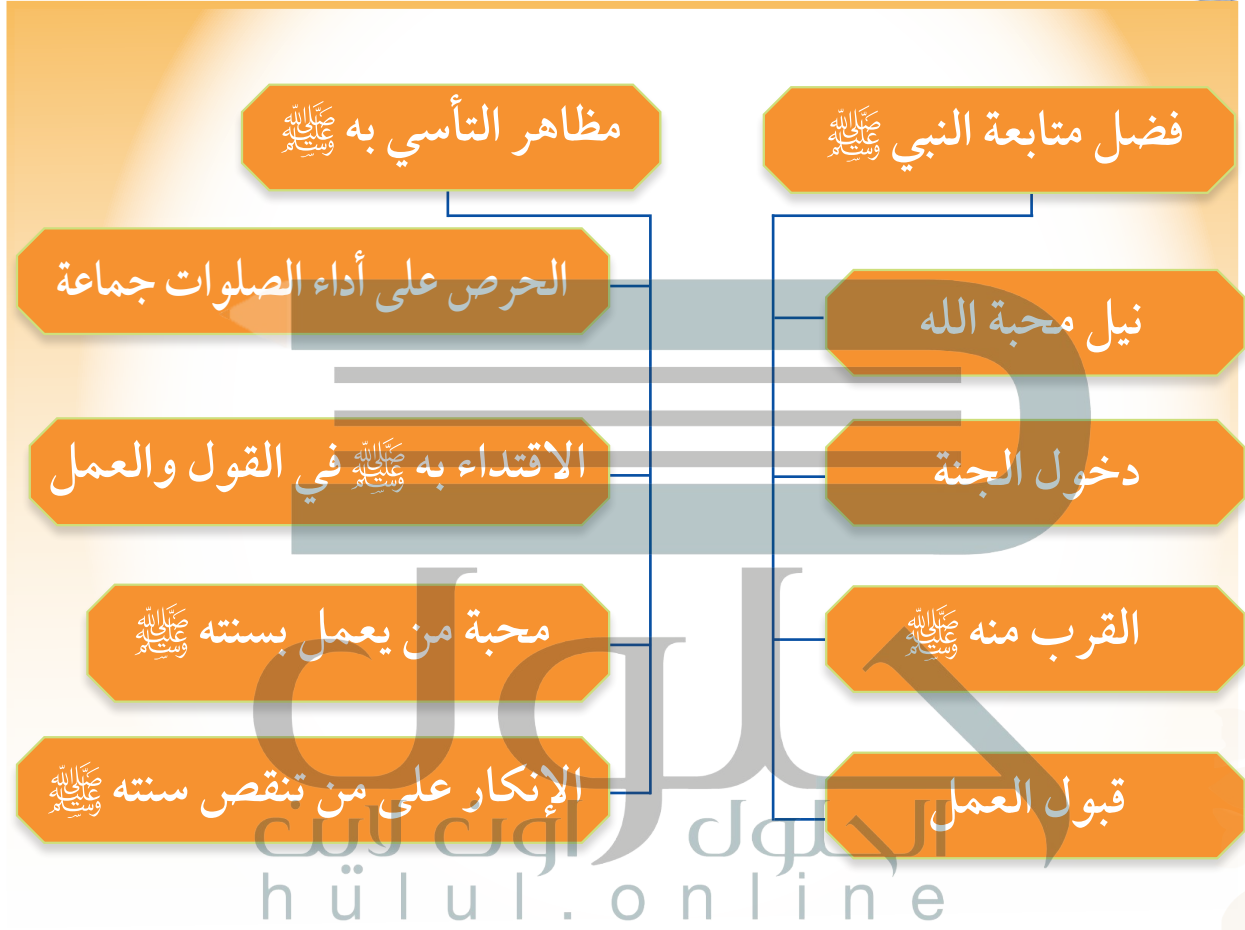 فضل متابعة النبي ﷺ
نيل محبة الله
دخول الجنة
القرب منه ﷺ
قبول العمل
مظاهر التأسي به ﷺ
الحرص على أداء الصلوات جماعة
الاقتداء به ﷺ في القول والعمل
محبة من يعمل بسنته ﷺ
الإنكار على من تنقص سنته ﷺ
حلول
الحلول اون لاين
hülul.online